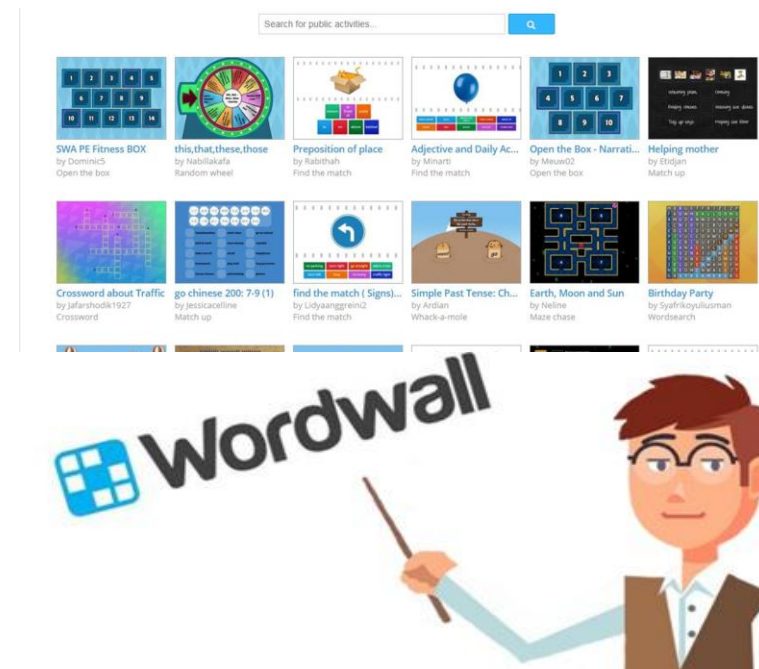 Search for public activities...
SWA PE Fitness BOX
by Dominic5
Open the box
this,that,these,those
by Nabillakafa
Random wheel
Preposition of place
by Rabithah
Find the match
Adjective and Daily Ac...
by Minarti
Find the match
Open the Box - Narrati...
by Meuw02
Open the box
Helping mother
by Etidjan
Match up
Crossword about Traffic
by Jafarshodik1927
Crossword
go chinese 200: 7-9 (1)
by Jessicacelline
Match up
find the match ( Signs)...
by Lidyaanggreini2
Find the match
Simple Past Tense: Ch...
by Ardian
Whack-a-mole
Earth, Moon and Sun
by Neline
Maze chase
Birthday Party
by Syafrikoyuliusman
Wordsearch
Wordwall